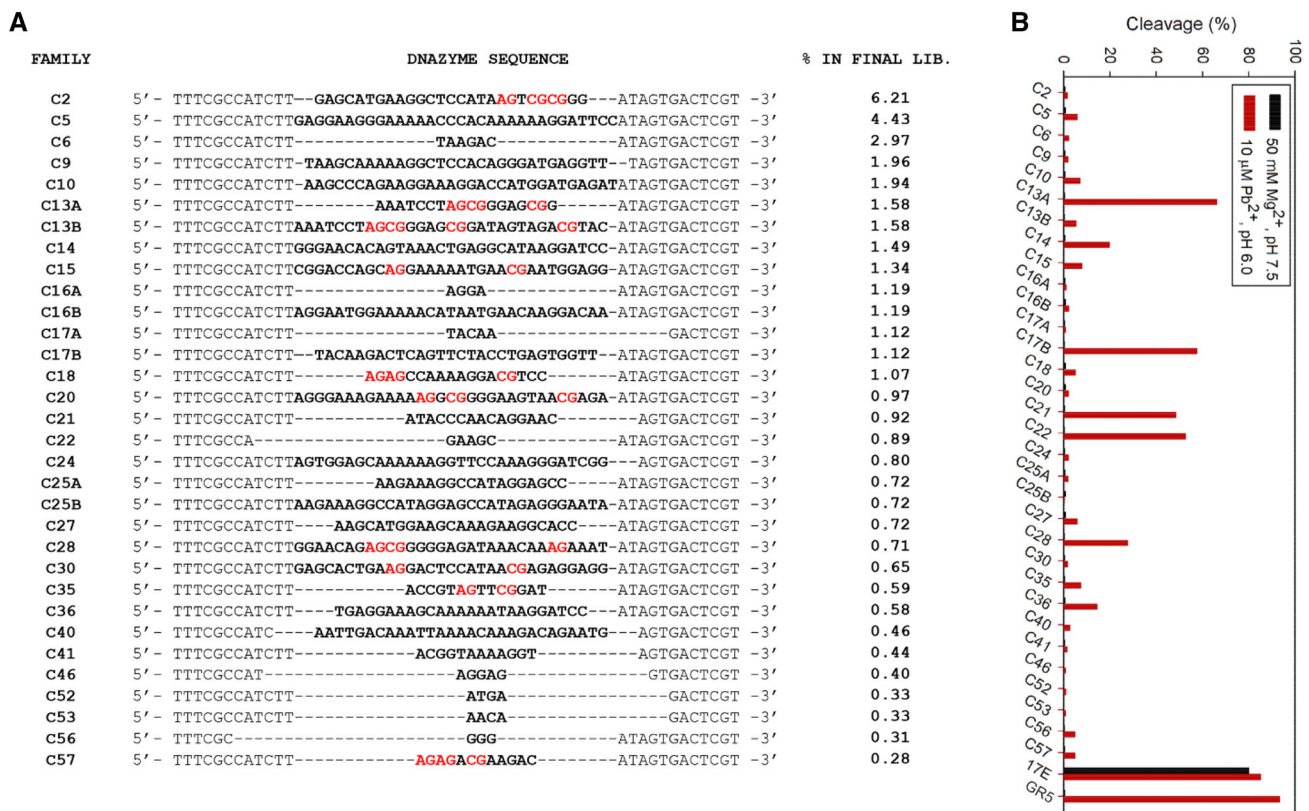 A
FAMILY DNAZYME SEQUENCE % IN FINAL LIB.
C2 5'- TTTCGCCATCTT--GAGCATGAAGGCTCCATAAGTCGCGGG---ATAGTGACTCGT -3' 6.21
C5 5'- TTTCGCCATCTTGAGGAAGGGAAAAACCCACAAAAAAGGATTCCATAGTGACTCGT -3' 4.43
C6 5'- TTTCGCCATCTT--------------TAAGAC------------ATAGTGACTCGT -3' 2.97
C9 5'- TTTCGCCATCTT-TAAGCAAAAAGGCTCCACAGGGATGAGGTT-ATAGTGACTCGT -3' 1.96
C10 5'- TTTCGCCATCTT-AAGCCCAGAAGGAAAGGACCATGGATGAGATATAGTGACTCGT -3' 1.94
C13A 5'- TTTCGCCATCTT--------AAATCCTAGCGGGAGCGG------ATAGTGACTCGT -3' 1.58
C13B 5'- TTTCGCCATCTTAAATCCTAGCGGGAGCGGATAGTAGACGTAC-ATAGTGACTCGT -3' 1.58
C14 5'- TTTCGCCATCTTGGGAACACAGTAAACTGAGGCATAAGGATCC-ATAGTGACTCGT -3' 1.49
C15 5'- TTTCGCCATCTTCGGACCAGCAGGAAAAATGAACGAATGGAGG-ATAGTGACTCGT -3' 1.34
C16A 5'- TTTCGCCATCTT---------------AGGA-------------ATAGTGACTCGT -3' 1.19
C16B 5'- TTTCGCCATCTTAGGAATGGAAAAACATAATGAACAAGGACAA-ATAGTGACTCGT -3' 1.19
C17A 5'- TTTCGCCATCTT---------------TACAA-----------------GACTCGT -3' 1.12
C17B 5'- TTTCGCCATCTT--TACAAGACTCAGTTCTACCTGAGTGGTT--ATAGTGACTCGT -3' 1.12
C18 5'- TTTCGCCATCTT-------AGAGCCAAAAGGACGTCC-------ATAGTGACTCGT -3' 1.07
C20 5'- TTTCGCCATCTTAGGGAAAGAAAAAGGCGGGGAAGTAACGAGA-ATAGTGACTCGT -3' 0.97
C21 5'- TTTCGCCATCTT-----------ATACCCAACAGGAAC------ATAGTGACTCGT -3' 0.92
C22 5'- TTTCGCCA-------------------GAAGC------------ATAGTGACTCGT -3' 0.89
C24 5'- TTTCGCCATCTTAGTGGAGCAAAAAAGGTTCCAAAGGGATCGG---AGTGACTCGT -3' 0.80
C25A 5'- TTTCGCCATCTT--------AAGAAAGGCCATAGGAGCC-----ATAGTGACTCGT -3' 0.72
C25B 5'- TTTCGCCATCTTAAGAAAGGCCATAGGAGCCATAGAGGGAATA-ATAGTGACTCGT -3' 0.72
C27 5'- TTTCGCCATCTT----AAGCATGGAAGCAAAGAAGGCACC----ATAGTGACTCGT -3' 0.72
C28 5'- TTTCGCCATCTTGGAACAGAGCGGGGGAGATAAACAAAGAAAT-ATAGTGACTCGT -3' 0.71
C30 5'- TTTCGCCATCTTGAGCACTGAAGGACTCCATAACGAGAGGAGG-ATAGTGACTCGT -3' 0.65
C35 5'- TTTCGCCATCTT-----------ACCGTAGTTCGGAT-------ATAGTGACTCGT -3' 0.59
C36 5'- TTTCGCCATCTT----TGAGGAAAGCAAAAAATAAGGATCC---ATAGTGACTCGT -3' 0.58
C40 5'- TTTCGCCATC----AATTGACAAATTAAAACAAAGACAGAATG---AGTGACTCGT -3' 0.46
C41 5'- TTTCGCCATCTT------------ACGGTAAAAGGT----------AGTGACTCGT -3' 0.44
C46 5'- TTTCGCCAT-------------------AGGAG--------------GTGACTCGT -3' 0.40
C52 5'- TTTCGCCATCTT-----------------ATGA----------------GACTCGT -3' 0.33
C53 5'- TTTCGCCATCTT-----------------AACA----------------GACTCGT -3' 0.33
C56 5'- TTTCGC-----------------------GGG------------ATAGTGACTCGT -3' 0.31
C57 5'- TTTCGCCATCTT------------AGAGACGAAGAC--------ATAGTGACTCGT -3' 0.28
B
Cleavage (%)
0 20 40 60 80 100
50 mM Mg2+, pH 7.5
10 µM Pb2+, pH 6.0
C2
C5
C6
C9
C10
C13A
C13B
C14
C15
C16A
C16B
C17A
C17B
C18
C20
C21
C22
C24
C25A
C25B
C27
C28
C30
C35
C36
C40
C41
C46
C52
C53
C56
C57
17E
GR5